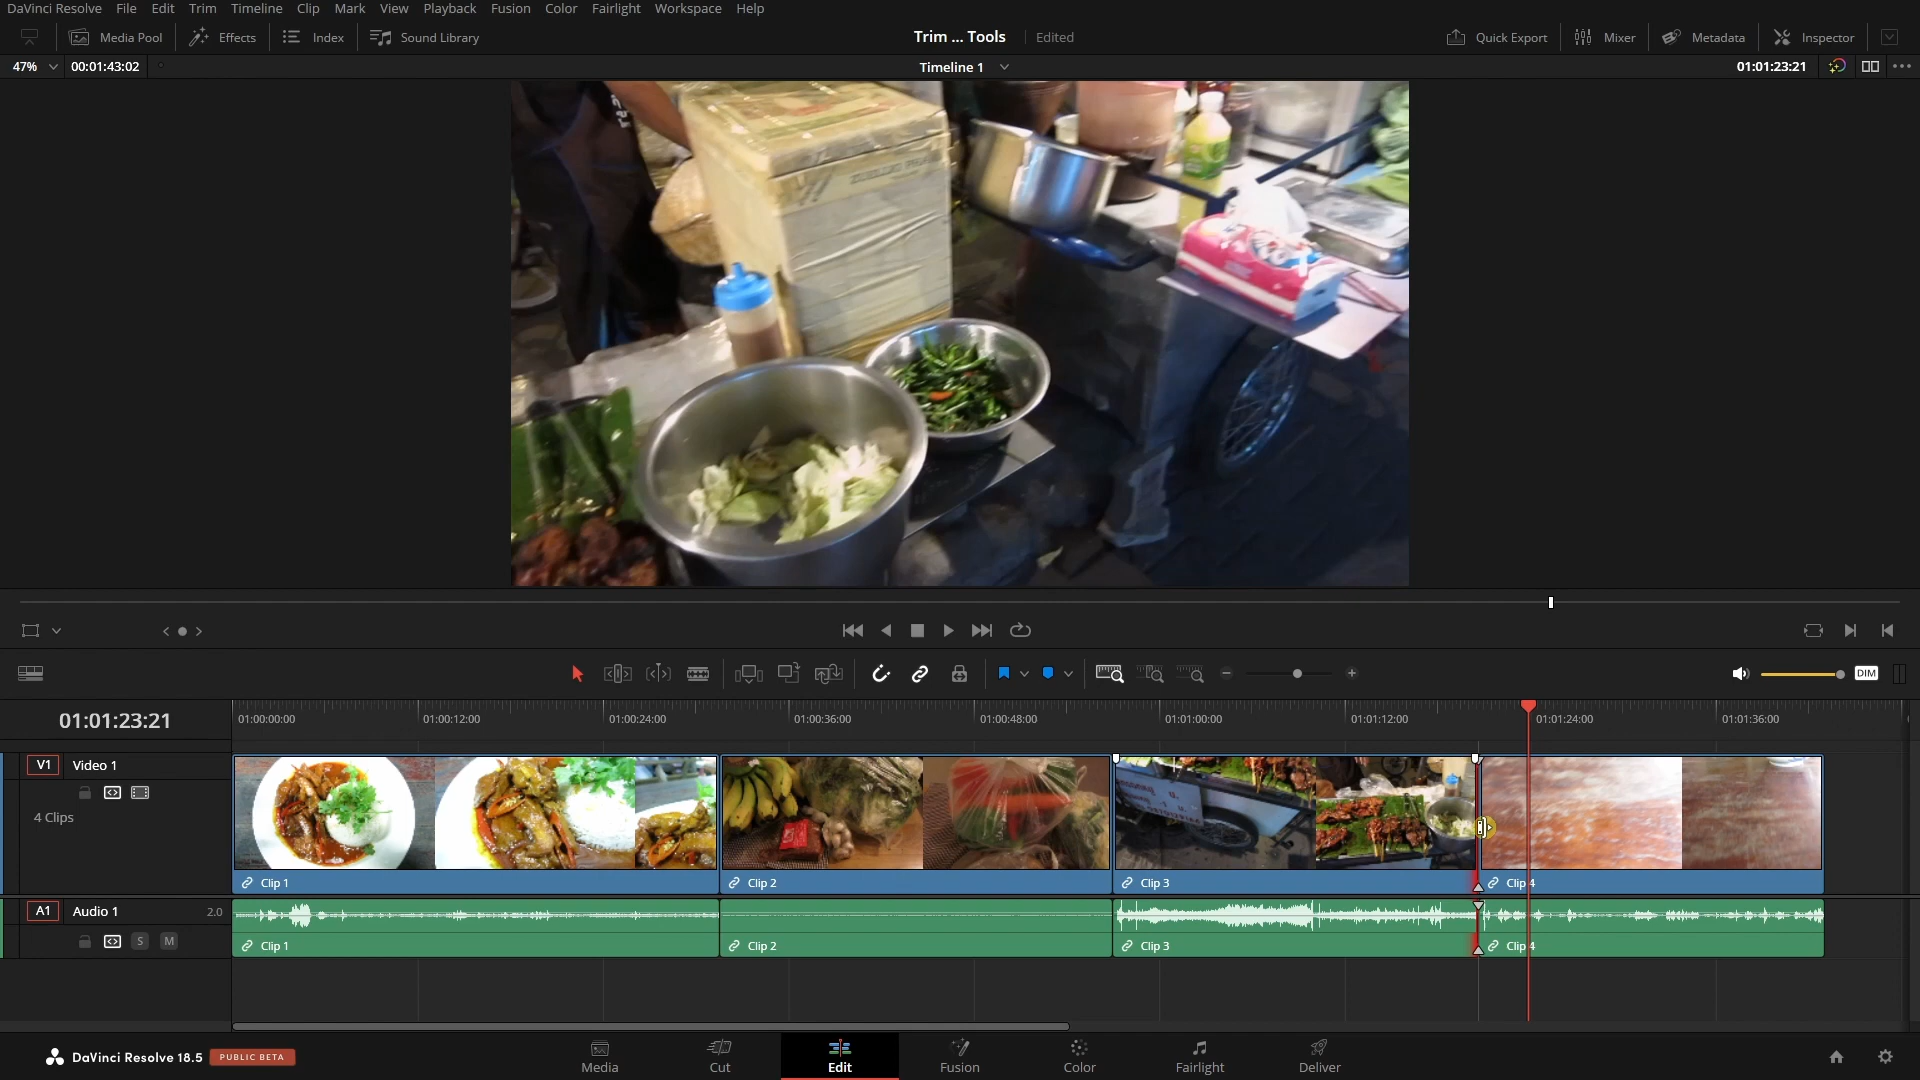 DaVinci Resolve File Edit Trim Timeline Clip Mark View Playback Fusion Color Fairlight Workspace Help
Media Pool Effects Index Sound Library Trim ... Tools Edited Quick Export Mixer Metadata Inspector
47% 00:01:43:02 Timeline 1 01:01:23:21
DIM
01:01:23:21 01:00:00:00 01:00:12:00 01:00:24:00 01:00:36:00 01:00:48:00 01:01:00:00 01:01:12:00 01:01:24:00 01:01:36:00
V1 Video 1
4 Clips
Clip 1 Clip 2 Clip 3 Clip 4
A1 Audio 1 2.0
S M Clip 1 Clip 2 Clip 3 Clip 4
DaVinci Resolve 18.5 PUBLIC BETA Media Cut Edit Fusion Color Fairlight Deliver